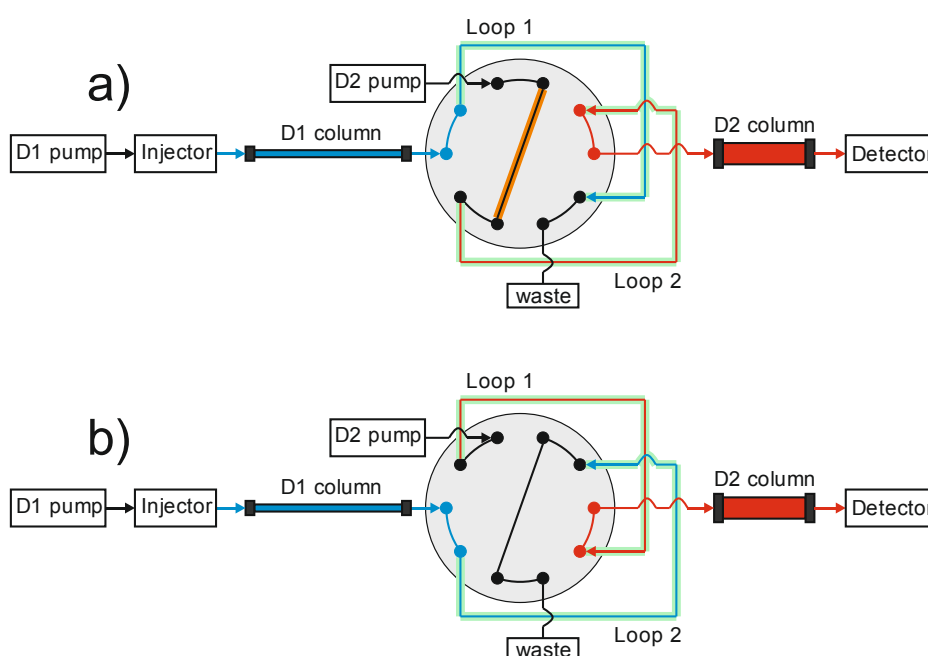 Loop 1
a)
D2 pump
D1 column
D2 column
D1 pump
Injector
Detector
Loop 2
waste
Loop 1
b)
D2 pump
D1 column
D2 column
D1 pump
Injector
Detector
Loop 2
waste